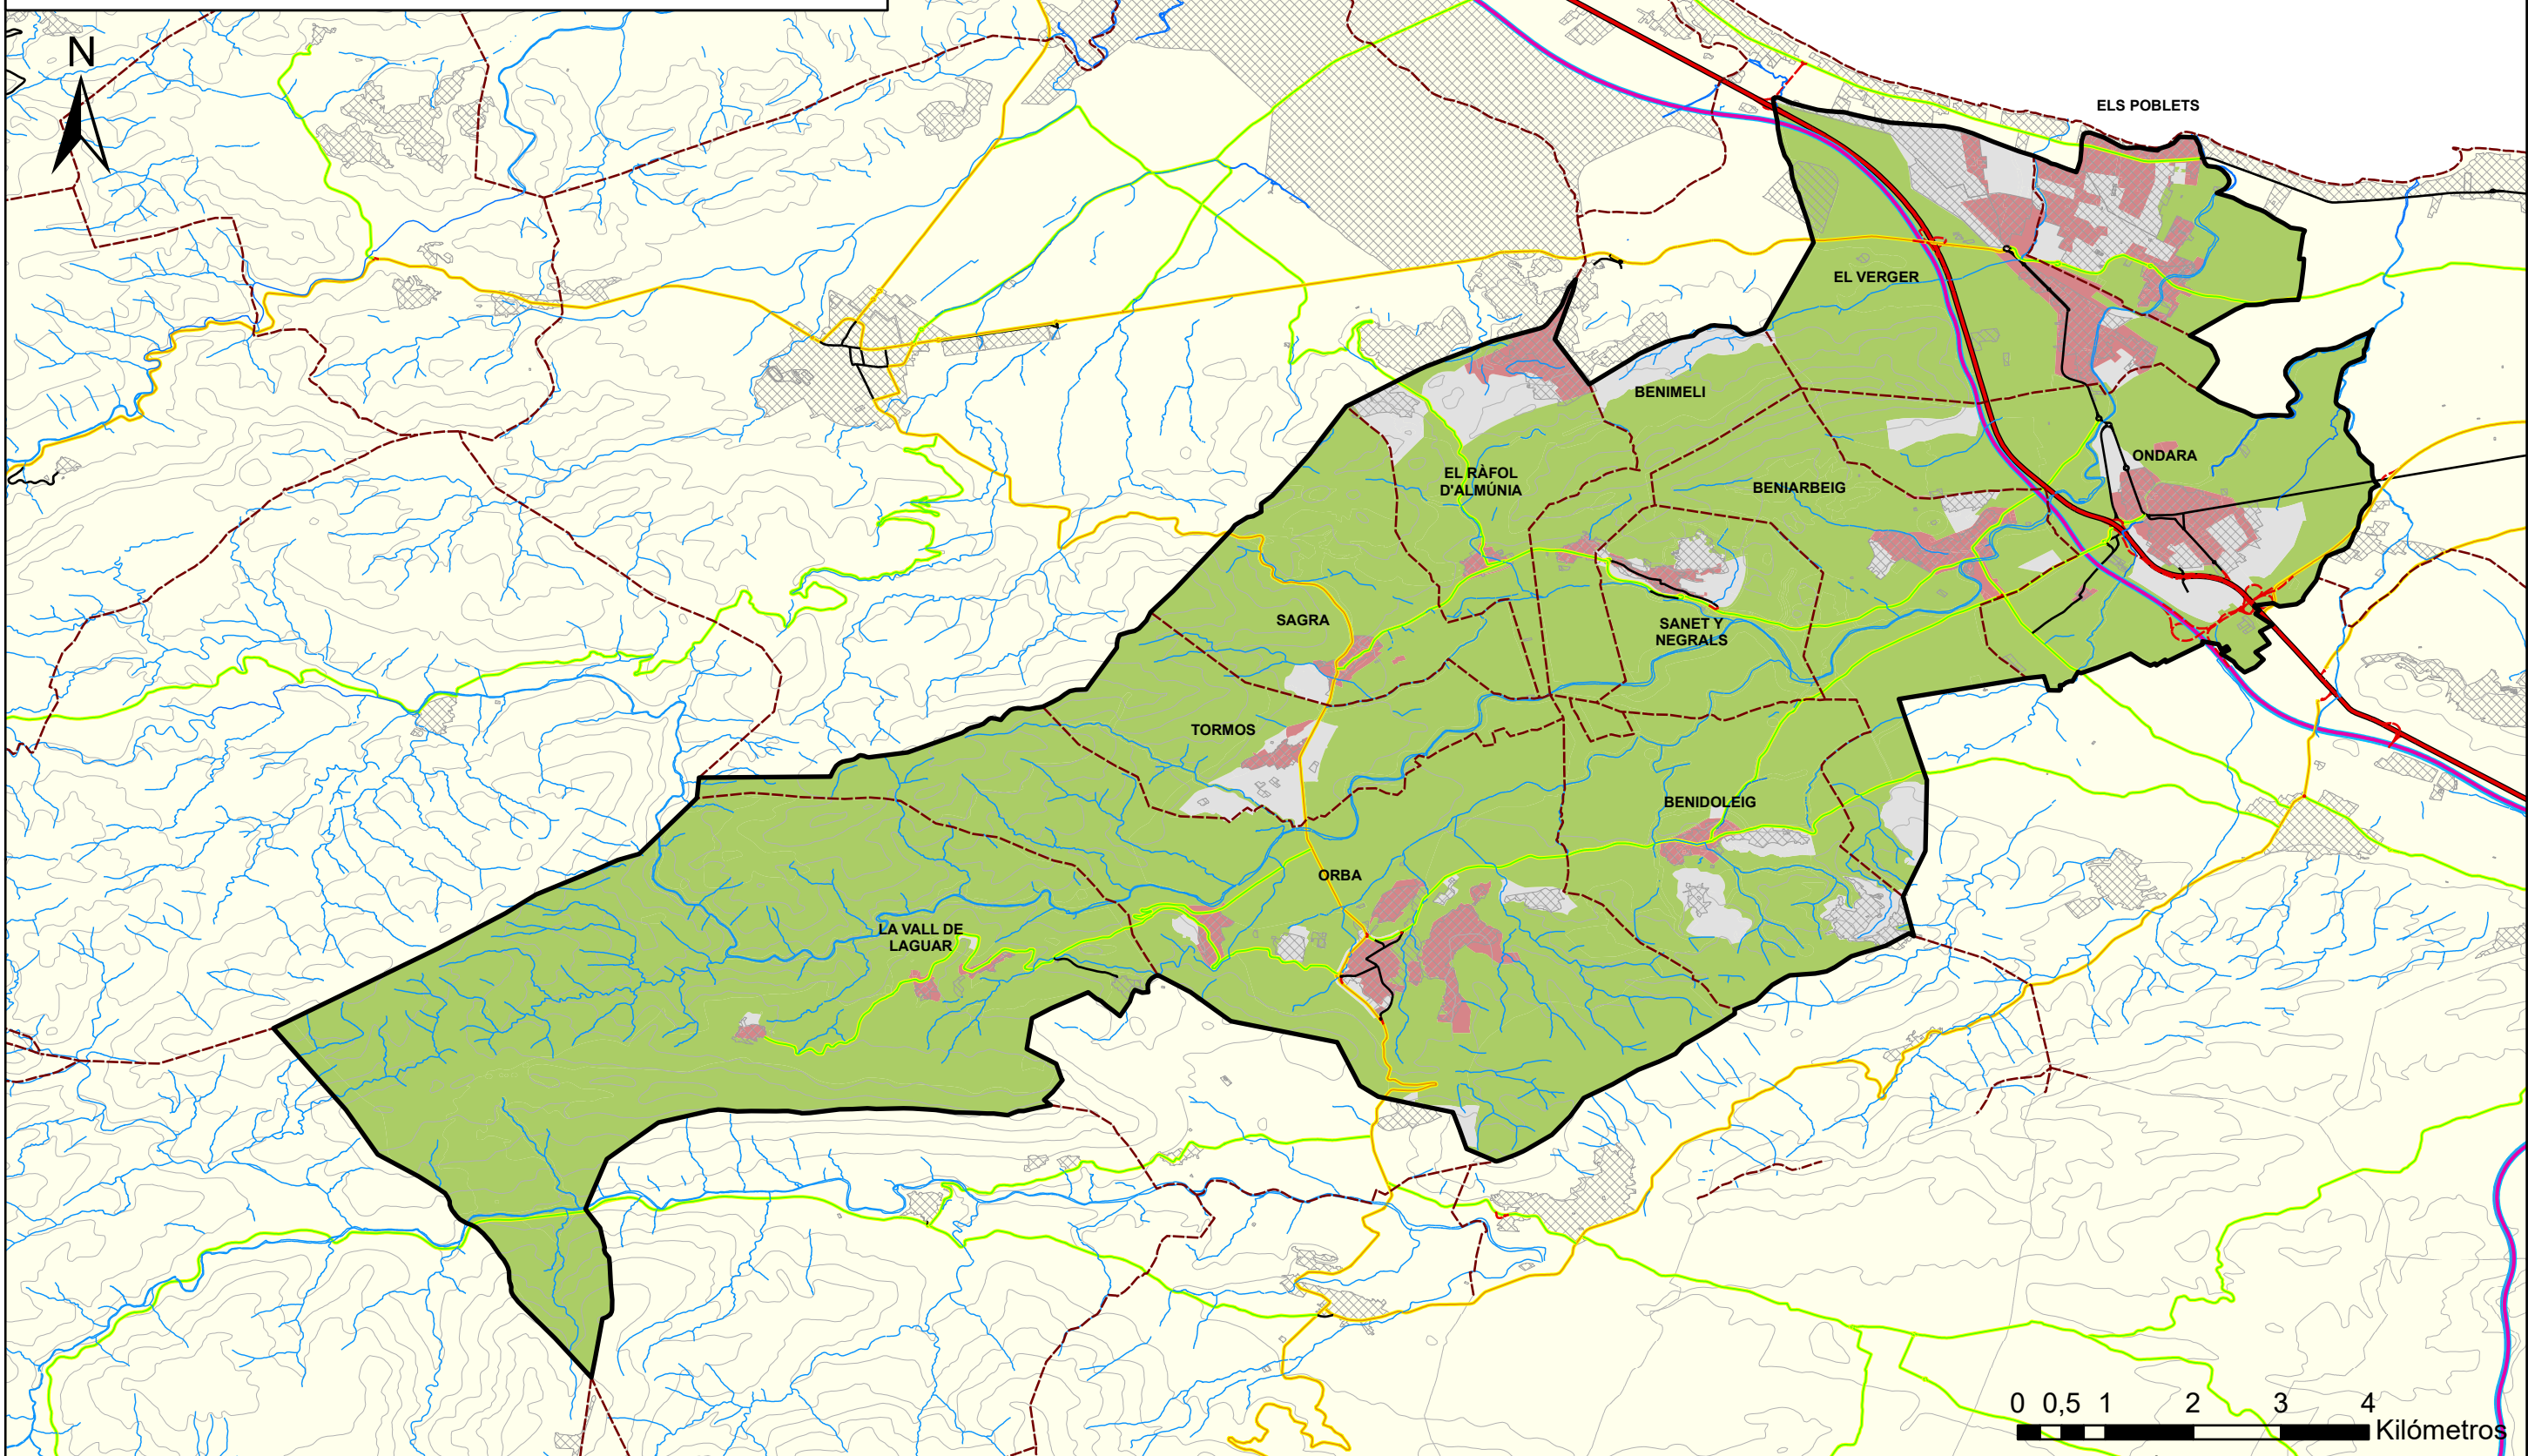 N
ELS POBLETS
EL VERGER
BENIMELI
ONDARA
EL RÀFOL
D'ALMÚNIA
BENIARBEIG
SAGRA
SANET Y
NEGRALS
TORMOS
BENIDOLEIG
ORBA
LA VALL DE
LAGUAR
0 0,5 1 2 3 4
Kilómetros